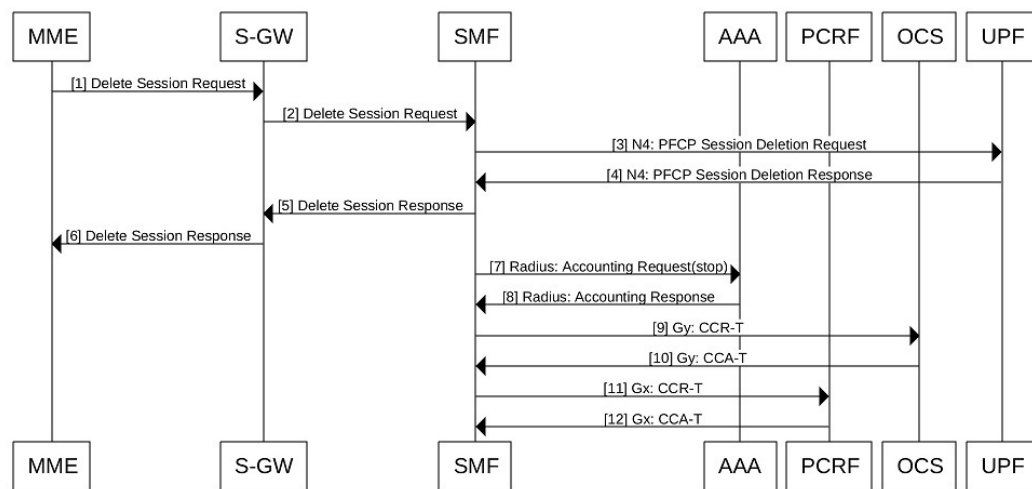 MME S-GW SMF AAA PCRF OCS UPF
[1] Delete Session Request
[2] Delete Session Request
[3] N4: PFCP Session Deletion Request
[4] N4: PFCP Session Deletion Response
[5] Delete Session Response
[6] Delete Session Response
[7] Radius: Accounting Request(stop)
[8] Radius: Accounting Response
[9] Gy: CCR-T
[10] Gy: CCA-T
[11] Gx: CCR-T
[12] Gx: CCA-T
MME S-GW SMF AAA PCRF OCS UPF